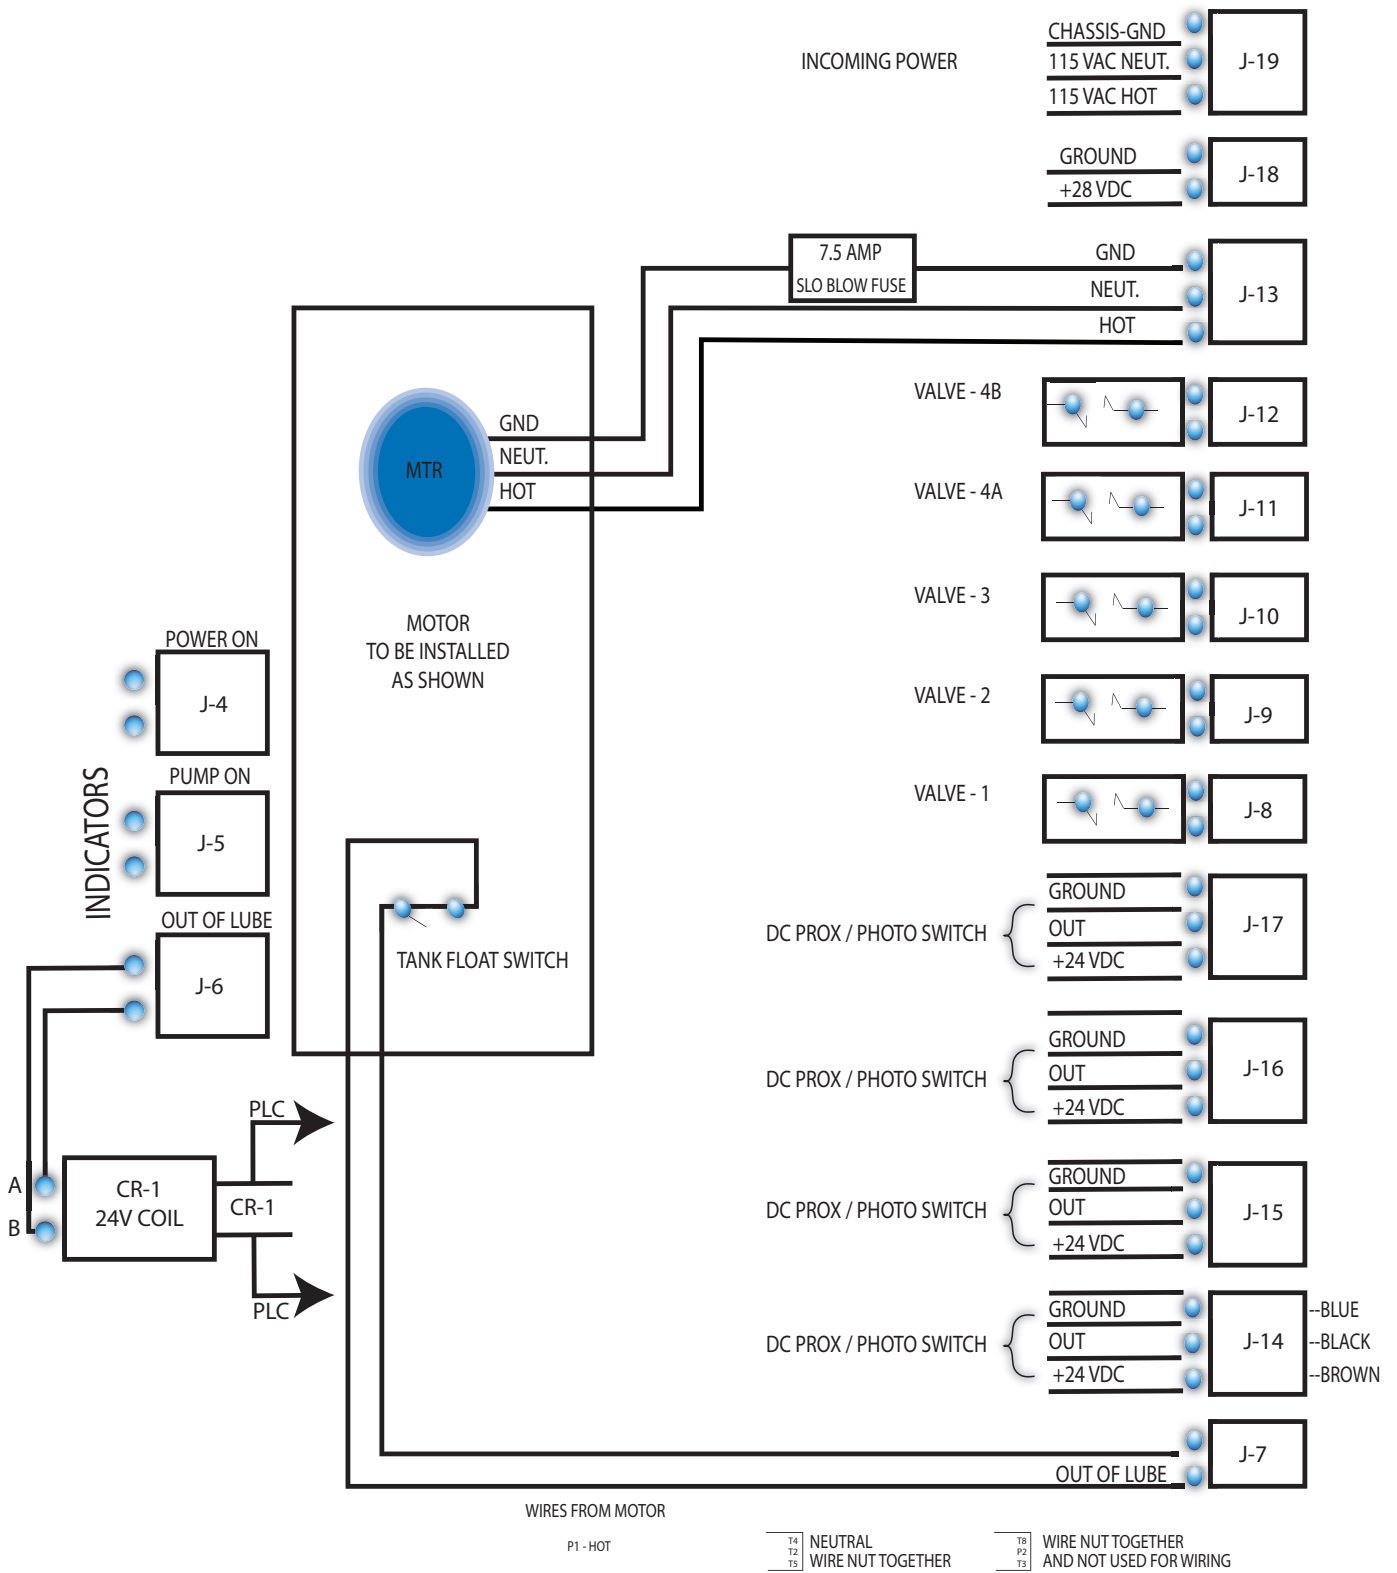 CHASSIS-GND
INCOMING POWER
115 VAC NEUT.
115 VAC HOT
J-19
GROUND
+28 VDC
J-18
7.5 AMP
SLO BLOW FUSE
GND
NEUT.
HOT
J-13
VALVE - 4B
J-12
MTR
GND
NEUT.
HOT
VALVE - 4A
J-11
MOTOR
TO BE INSTALLED
AS SHOWN
VALVE - 3
J-10
POWER ON
J-4
VALVE - 2
J-9
INDICATORS
PUMP ON
J-5
VALVE - 1
J-8
OUT OF LUBE
J-6
TANK FLOAT SWITCH
DC PROX / PHOTO SWITCH
GROUND
OUT
+24 VDC
J-17
DC PROX / PHOTO SWITCH
GROUND
OUT
+24 VDC
J-16
PLC
A
B
CR-1
24V COIL
CR-1
PLC
DC PROX / PHOTO SWITCH
GROUND
OUT
+24 VDC
J-15
DC PROX / PHOTO SWITCH
GROUND
OUT
+24 VDC
J-14
--BLUE
--BLACK
--BROWN
J-7
OUT OF LUBE
WIRES FROM MOTOR
P1 - HOT
T4
T2
T5
NEUTRAL
WIRE NUT TOGETHER
T8
P2
T3
WIRE NUT TOGETHER
AND NOT USED FOR WIRING